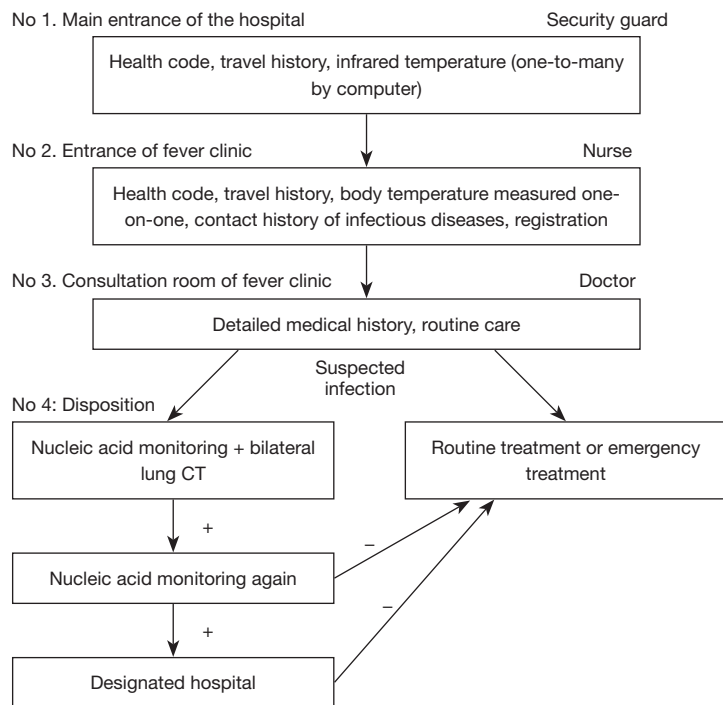 No 1. Main entrance of the hospital Security guard
Health code, travel history, infrared temperature (one-to-many
by computer)
No 2. Entrance of fever clinic Nurse
Health code, travel history, body temperature measured one-
on-one, contact history of infectious diseases, registration
No 3. Consultation room of fever clinic Doctor
Detailed medical history, routine care
Suspected
infection
No 4: Disposition
Nucleic acid monitoring + bilateral
lung CT
Routine treatment or emergency
treatment
+
–
Nucleic acid monitoring again
–
+
Designated hospital